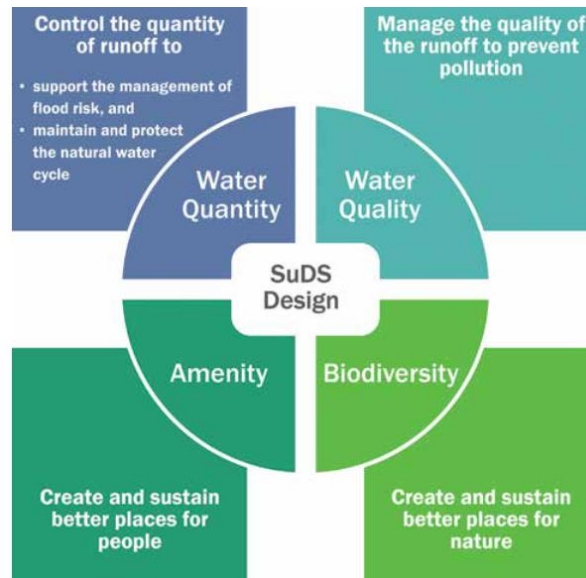 Control the quantity
of runoff to
• support the management of
flood risk, and
• maintain and protect
the natural water
cycle
Manage the quality of
the runoff to prevent
pollution
Water
Quantity
Water
Quality
SuDS
Design
Amenity
Biodiversity
Create and sustain
better places for
people
Create and sustain
better places for
nature